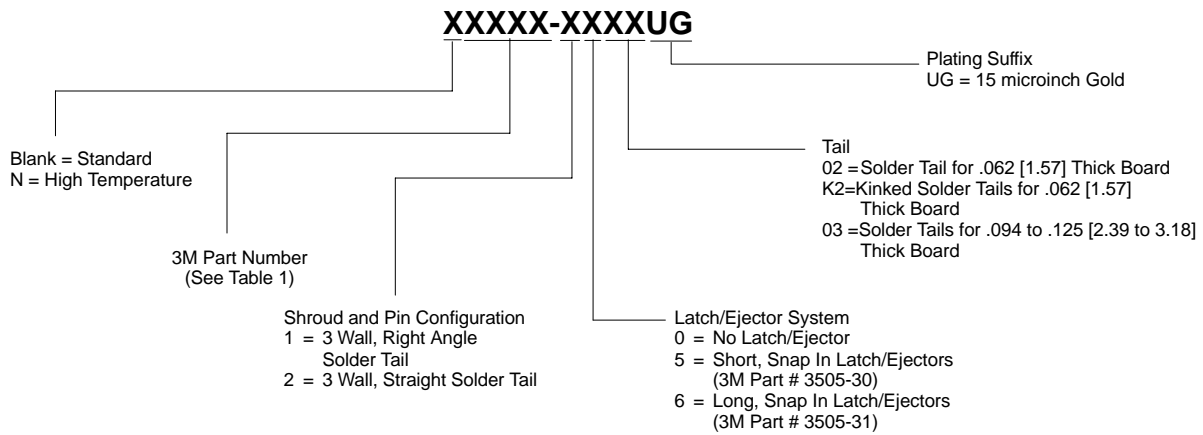 XXXXX-XXXXUG
Plating Suffix
UG = 15 microinch Gold
Blank = Standard
N = High Temperature
Tail
02 =Solder Tail for .062 [1.57] Thick Board
K2=Kinked Solder Tails for .062 [1.57]
Thick Board
03 =Solder Tails for .094 to .125 [2.39 to 3.18]
Thick Board
3M Part Number
(See Table 1)
Shroud and Pin Configuration
1 = 3 Wall, Right Angle
Solder Tail
2 = 3 Wall, Straight Solder Tail
Latch/Ejector System
0 = No Latch/Ejector
5 = Short, Snap In Latch/Ejectors
(3M Part # 3505-30)
6 = Long, Snap In Latch/Ejectors
(3M Part # 3505-31)